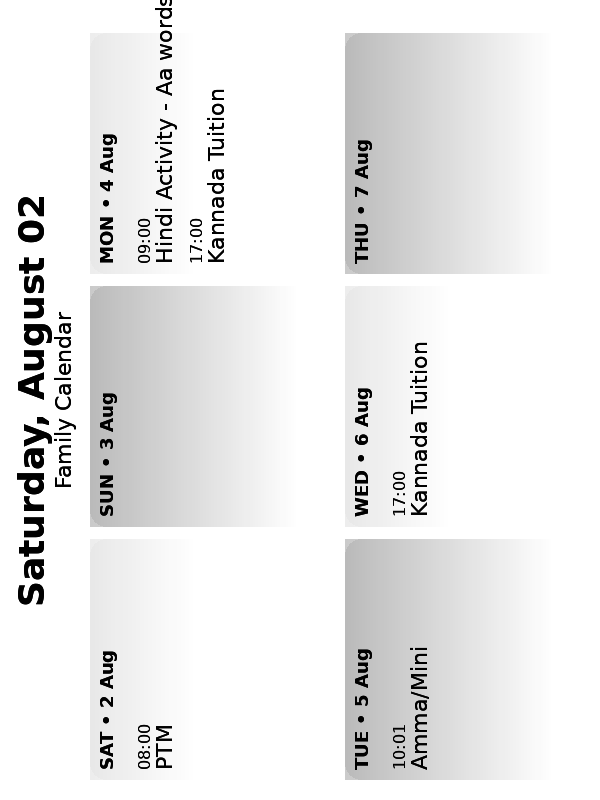 Saturday, August 02
Family Calendar
SAT • 2 Aug
08:00
PTM
SUN • 3 Aug
MON • 4 Aug
09:00
Hindi Activity - Aa words
17:00
Kannada Tuition
TUE • 5 Aug
10:01
Amma/Mini
WED • 6 Aug
17:00
Kannada Tuition
THU • 7 Aug